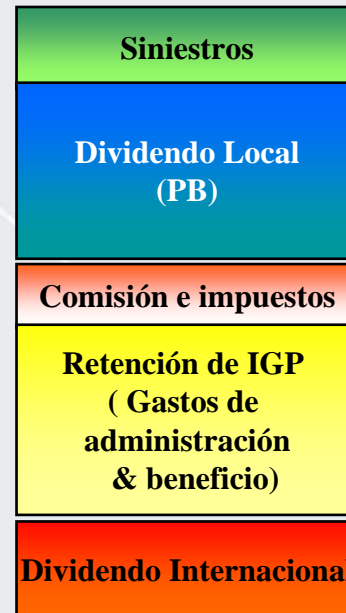 Siniestros
Dividendo Local
(PB)
Comisión e impuestos
Retención de IGP
( Gastos de
administración
& beneficio)
Dividendo Internaciona